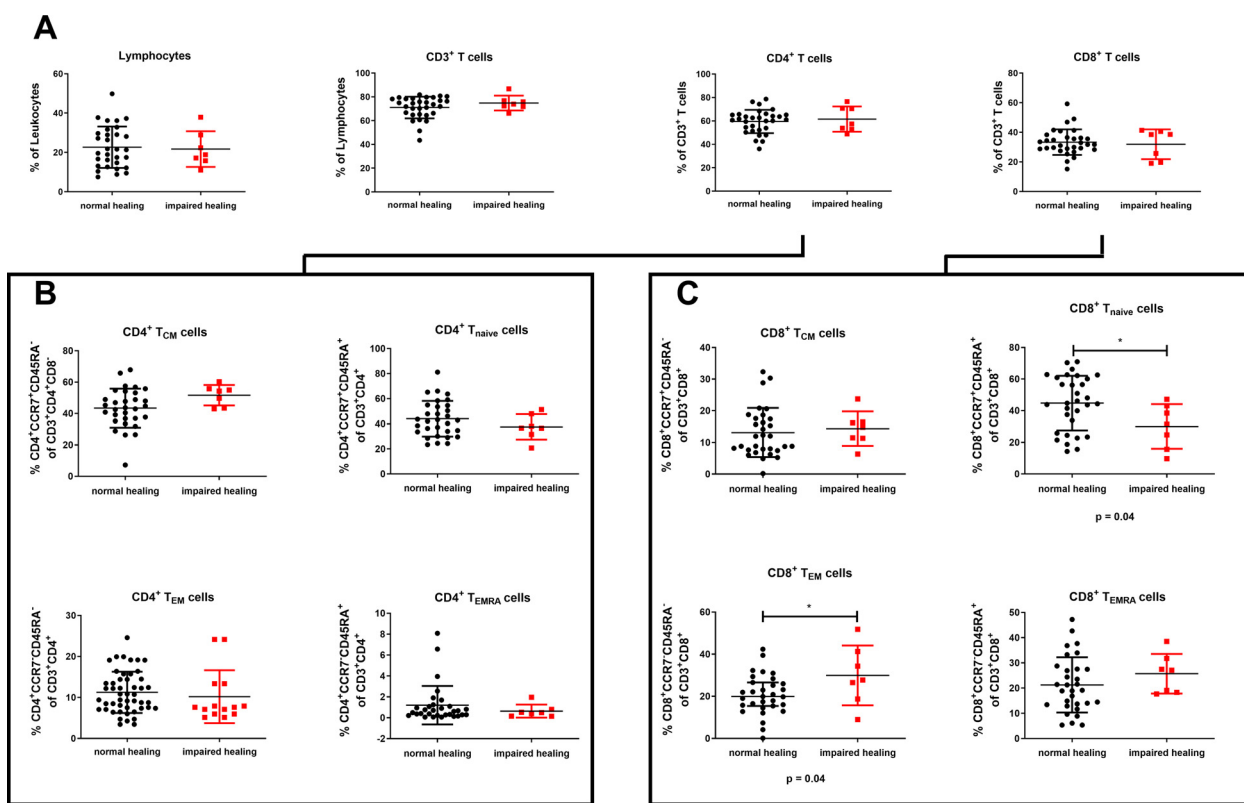 A
Lymphocytes
% of Leukocytes
60
40
20
0
normal healing
impaired healing
CD3⁺ T cells
% of Lymphocytes
100
80
60
40
20
0
normal healing
impaired healing
CD4⁺ T cells
% of CD3⁺ T cells
100
80
60
40
20
0
normal healing
impaired healing
CD8⁺ T cells
% of CD3⁺ T cells
80
60
40
20
0
normal healing
impaired healing
B
CD4⁺ T_CM cells
% CD4⁺CCR7⁺CD45RA⁻
of CD3⁺CD4⁺CD8⁻
80
60
40
20
0
normal healing
impaired healing
CD4⁺ T_naive cells
% CD4⁺CCR7⁺CD45RA⁺
of CD3⁺CD4⁺
100
80
60
40
20
0
normal healing
impaired healing
CD4⁺ T_EM cells
% CD4⁺CCR7⁻CD45RA⁻
of CD3⁺CD4⁺
30
20
10
0
normal healing
impaired healing
CD4⁺ T_EMRA cells
% CD4⁺CCR7⁻CD45RA⁺
of CD3⁺CD4⁺
10
8
6
4
2
0
-2
normal healing
impaired healing
C
CD8⁺ T_CM cells
% CD8⁺CCR7⁺CD45RA⁻
of CD3⁺CD8⁺
40
30
20
10
0
normal healing
impaired healing
CD8⁺ T_naive cells
*
% CD8⁺CCR7⁺CD45RA⁺
of CD3⁺CD8⁺
80
60
40
20
0
normal healing
impaired healing
p = 0.04
CD8⁺ T_EM cells
*
% CD8⁺CCR7⁻CD45RA⁻
of CD3⁺CD8⁺
60
40
20
0
normal healing
impaired healing
p = 0.04
CD8⁺ T_EMRA cells
% CD8⁺CCR7⁻CD45RA⁺
of CD3⁺CD8⁺
50
40
30
20
10
0
normal healing
impaired healing